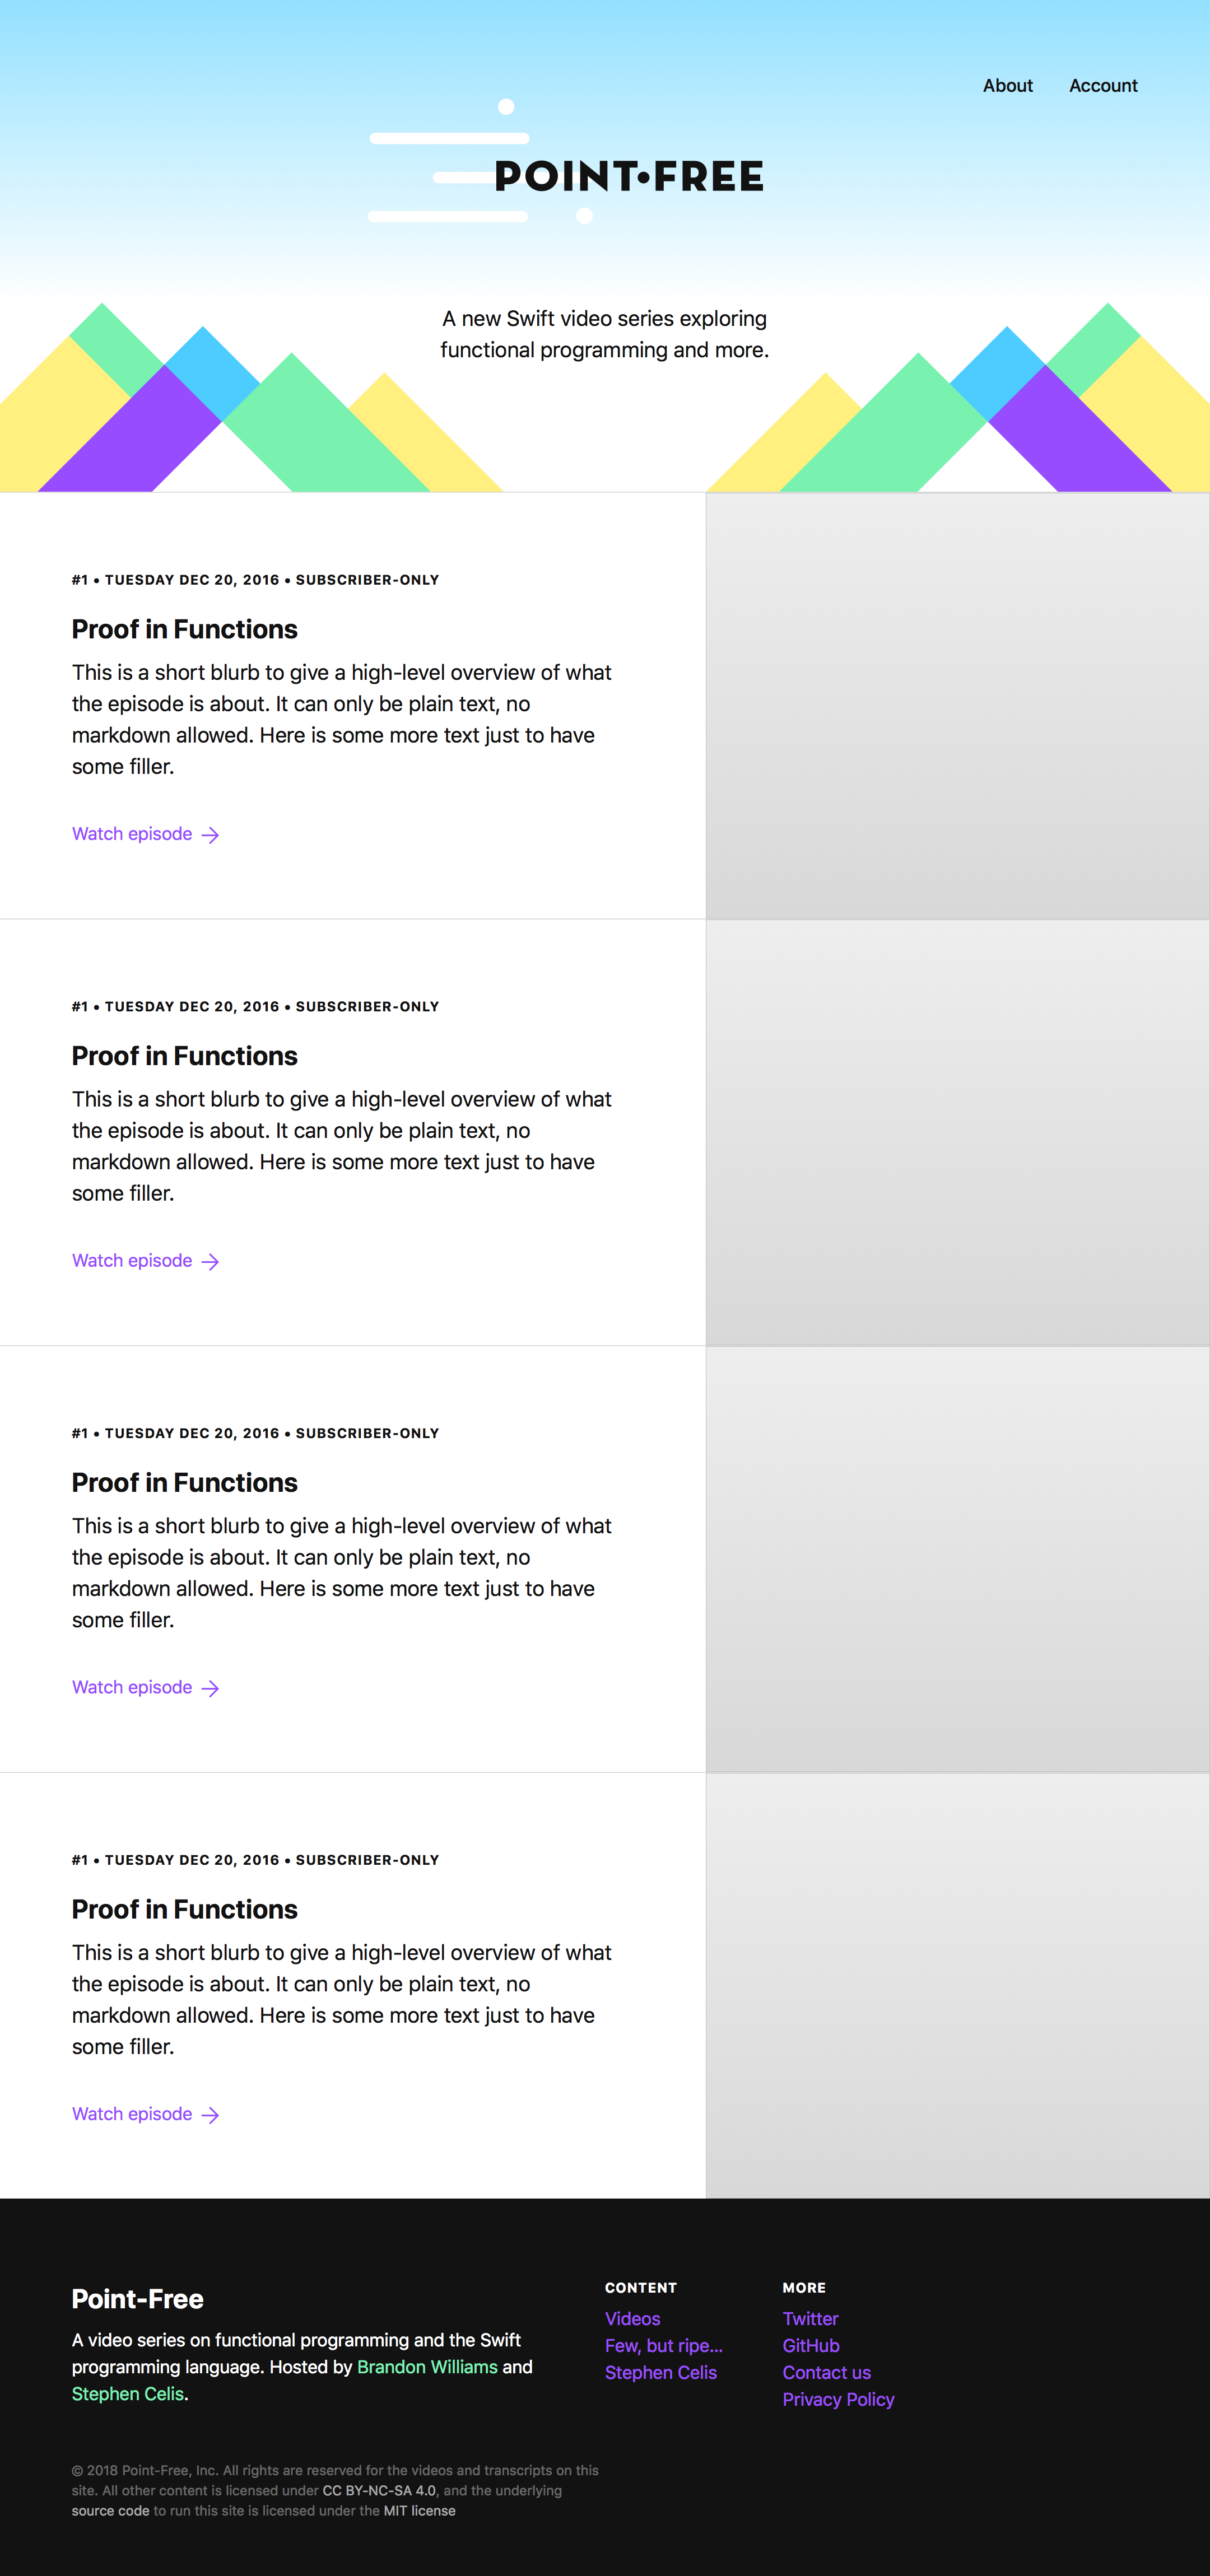 About Account
POINT•FREE
A new Swift video series exploring
functional programming and more.
#1 • TUESDAY DEC 20, 2016 • SUBSCRIBER-ONLY
Proof in Functions
This is a short blurb to give a high-level overview of what
the episode is about. It can only be plain text, no
markdown allowed. Here is some more text just to have
some filler.
Watch episode →
#1 • TUESDAY DEC 20, 2016 • SUBSCRIBER-ONLY
Proof in Functions
This is a short blurb to give a high-level overview of what
the episode is about. It can only be plain text, no
markdown allowed. Here is some more text just to have
some filler.
Watch episode →
#1 • TUESDAY DEC 20, 2016 • SUBSCRIBER-ONLY
Proof in Functions
This is a short blurb to give a high-level overview of what
the episode is about. It can only be plain text, no
markdown allowed. Here is some more text just to have
some filler.
Watch episode →
#1 • TUESDAY DEC 20, 2016 • SUBSCRIBER-ONLY
Proof in Functions
This is a short blurb to give a high-level overview of what
the episode is about. It can only be plain text, no
markdown allowed. Here is some more text just to have
some filler.
Watch episode →
Point-Free
A video series on functional programming and the Swift
programming language. Hosted by Brandon Williams and
Stephen Celis.
CONTENT
Videos
Few, but ripe...
Stephen Celis
MORE
Twitter
GitHub
Contact us
Privacy Policy
© 2018 Point-Free, Inc. All rights are reserved for the videos and transcripts on this
site. All other content is licensed under CC BY-NC-SA 4.0, and the underlying
source code to run this site is licensed under the MIT license